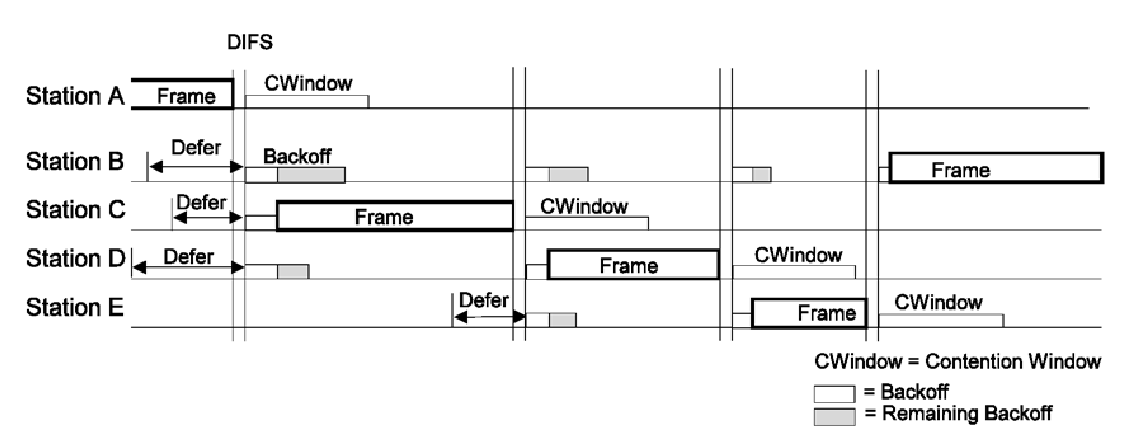 DIFS
Station A Frame CWindow
Station B Defer Backoff Frame
Station C Defer Frame CWindow
Station D Defer Frame CWindow
Station E Defer Frame CWindow
CWindow = Contention Window
= Backoff
= Remaining Backoff